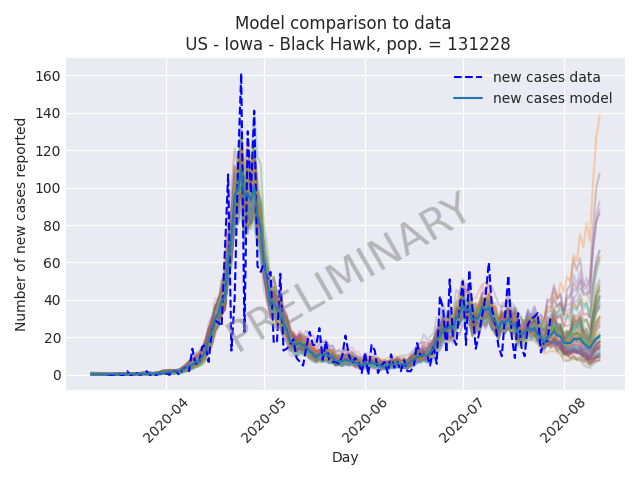 Model comparison to data
US - Iowa - Black Hawk, pop. = 131228
160
140
120
100
80
60
40
20
0
Number of new cases reported
new cases data
new cases model
PRELIMINARY
2020-04
2020-05
2020-06
2020-07
2020-08
Day